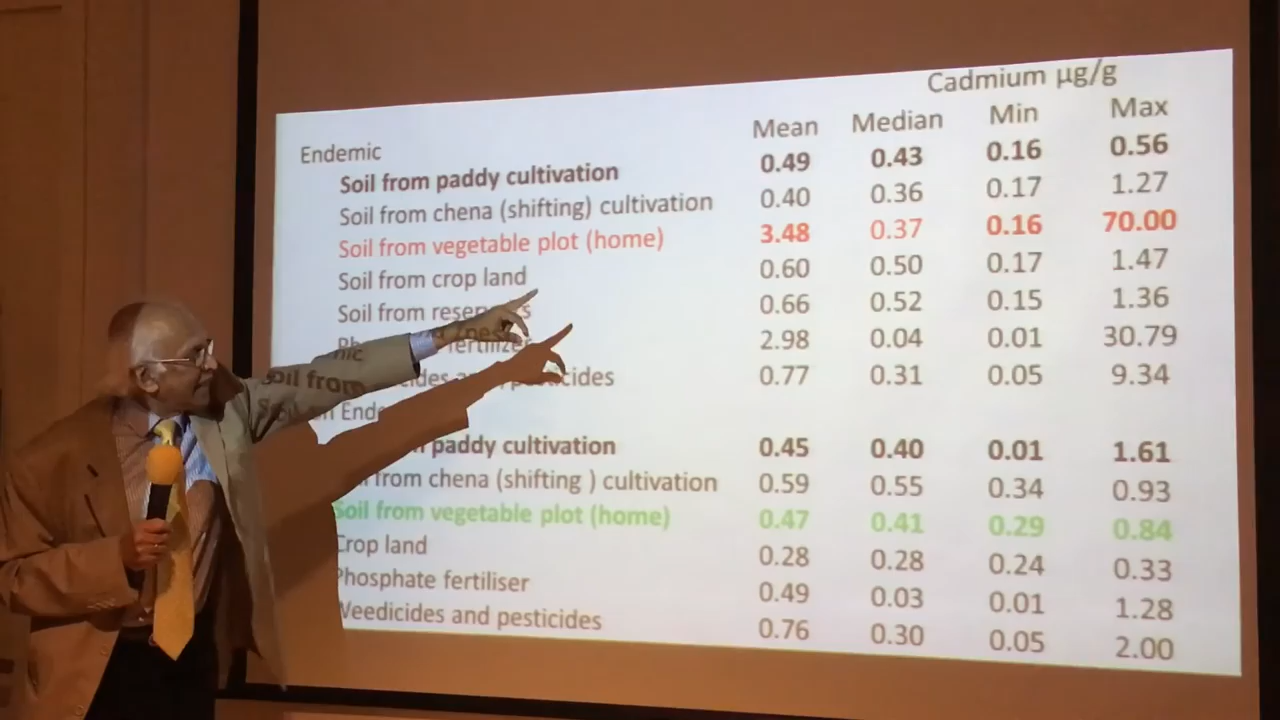 Cadmium µg/g
Mean Median Min Max
Endemic
Soil from paddy cultivation 0.49 0.43 0.16 0.56
Soil from chena (shifting) cultivation 0.40 0.36 0.17 1.27
Soil from vegetable plot (home) 3.48 0.37 0.16 70.00
Soil from crop land 0.60 0.50 0.17 1.47
Soil from 0.66 0.52 0.15 1.36
fertilizer 2.98 0.04 0.01 30.79
0.77 0.31 0.05 9.34
paddy cultivation 0.45 0.40 0.01 1.61
from chena (shifting ) cultivation 0.59 0.55 0.34 0.93
Soil from vegetable plot (home) 0.47 0.41 0.29 0.84
Crop land 0.28 0.28 0.24 0.33
Phosphate fertiliser 0.49 0.03 0.01 1.28
Weedicides and pesticides 0.76 0.30 0.05 2.00